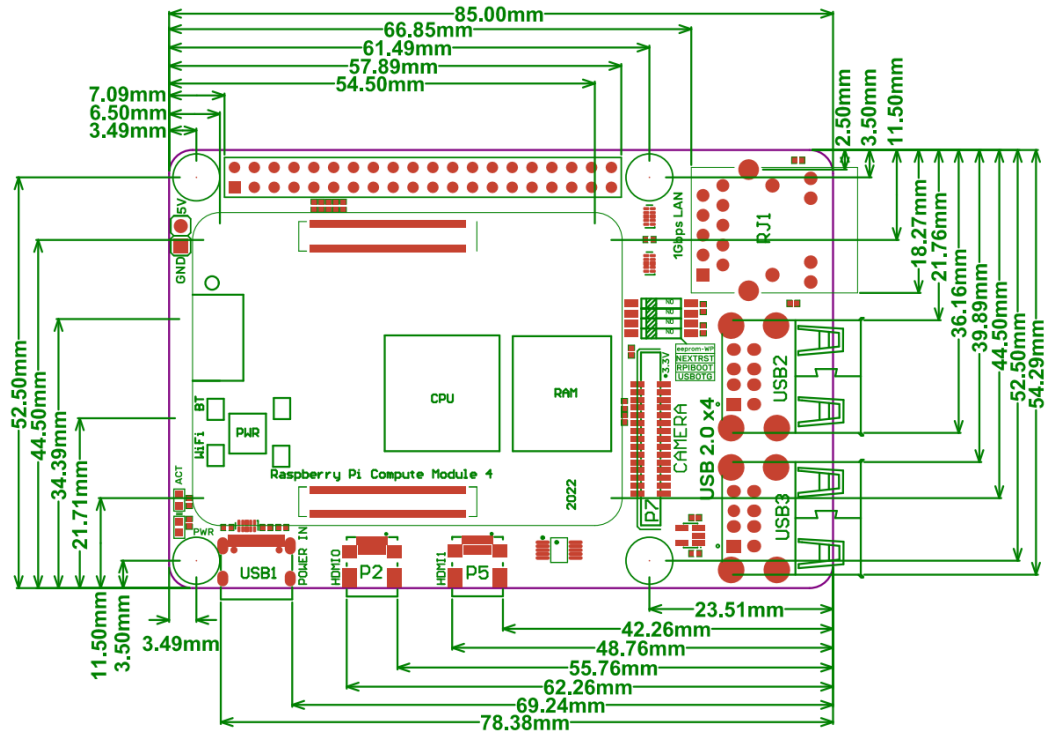 85.00mm
66.85mm
61.49mm
57.89mm
54.50mm
7.09mm
6.50mm
3.49mm
2.50mm
3.50mm
11.50mm
5V
GND
1Gbps LAN
RJ1
18.27mm
21.76mm
36.16mm
39.89mm
44.50mm
52.50mm
54.29mm
52.50mm
44.50mm
34.39mm
21.71mm
11.50mm
3.50mm
ON
ON
ON
eeprom-WP
NEXTRST
RPIBOOT
USBOTG
3.3V
USB2
CPU
RAM
BT
WiFi
PWR
CAMERA
USB 2.0 x4
Raspberry Pi Compute Module 4
2022
P7
USB3
ACT
PWR
USB1
POWER IN
HDMI0
P2
HDMI1
P5
3.49mm
23.51mm
42.26mm
48.76mm
55.76mm
62.26mm
69.24mm
78.38mm